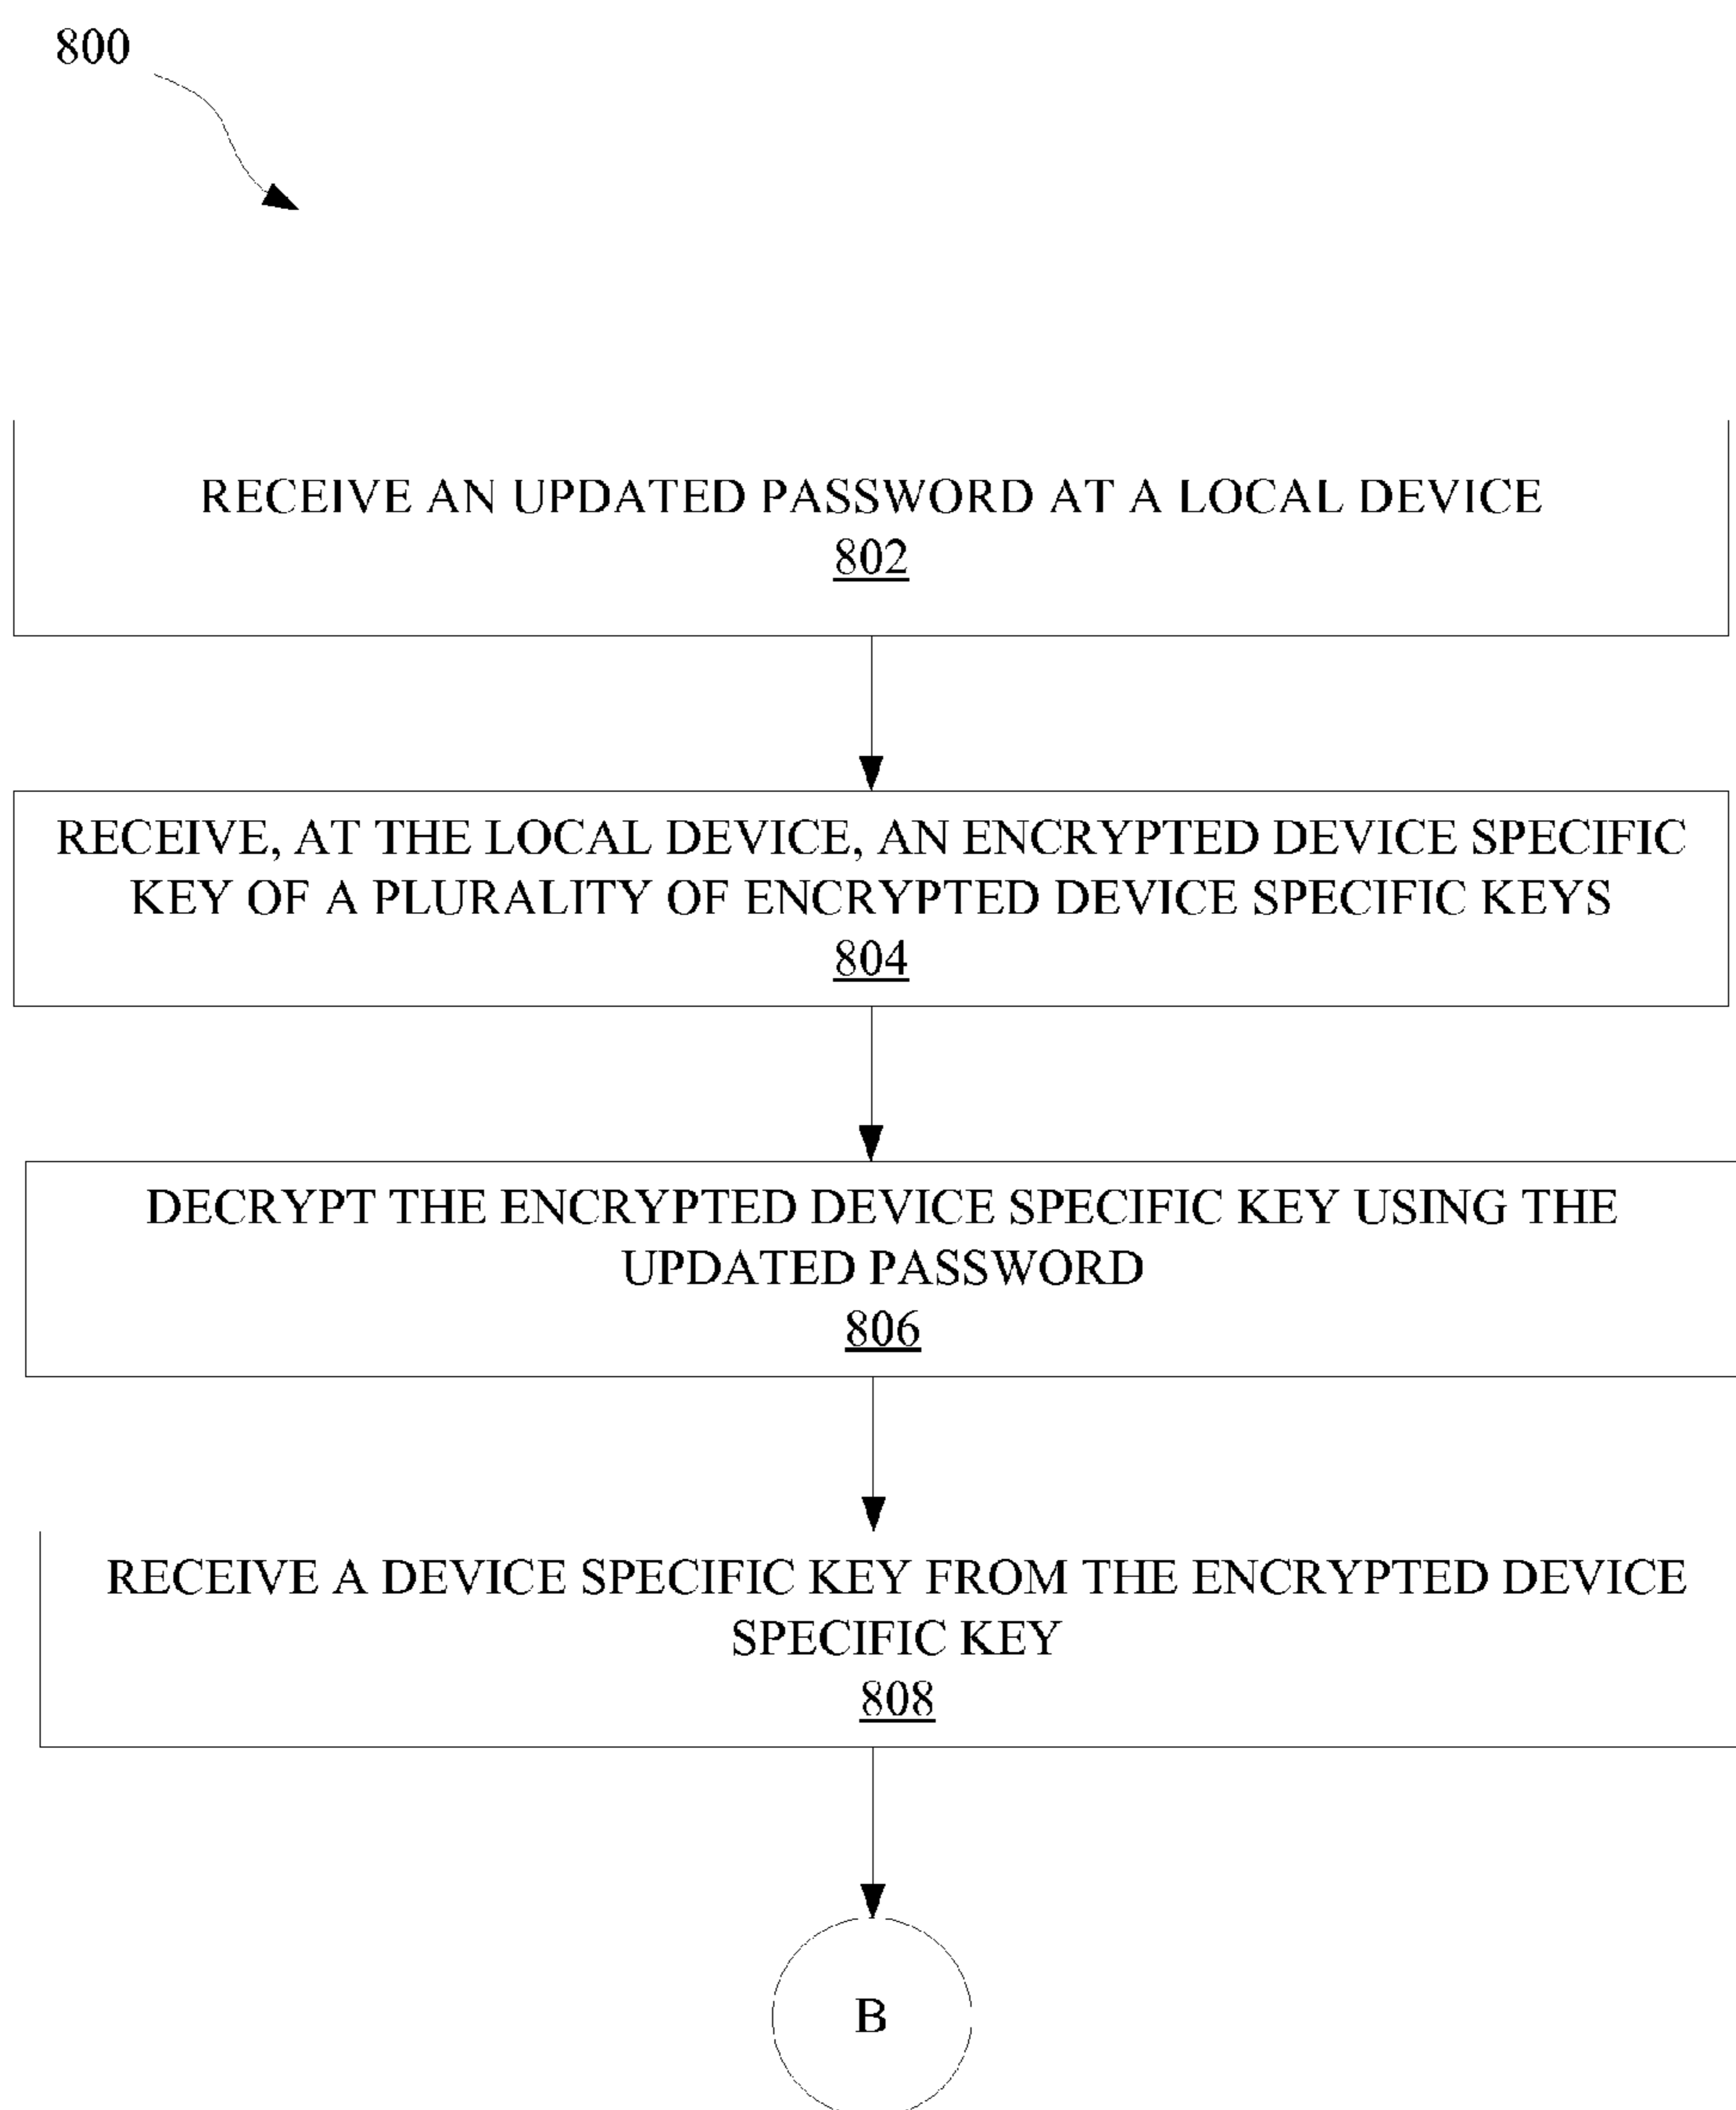 800
RECEIVE AN UPDATED PASSWORD AT A LOCAL DEVICE
802
RECEIVE, AT THE LOCAL DEVICE, AN ENCRYPTED DEVICE SPECIFIC
KEY OF A PLURALITY OF ENCRYPTED DEVICE SPECIFIC KEYS
804
DECRYPT THE ENCRYPTED DEVICE SPECIFIC KEY USING THE
UPDATED PASSWORD
806
RECEIVE A DEVICE SPECIFIC KEY FROM THE ENCRYPTED DEVICE
SPECIFIC KEY
808
B